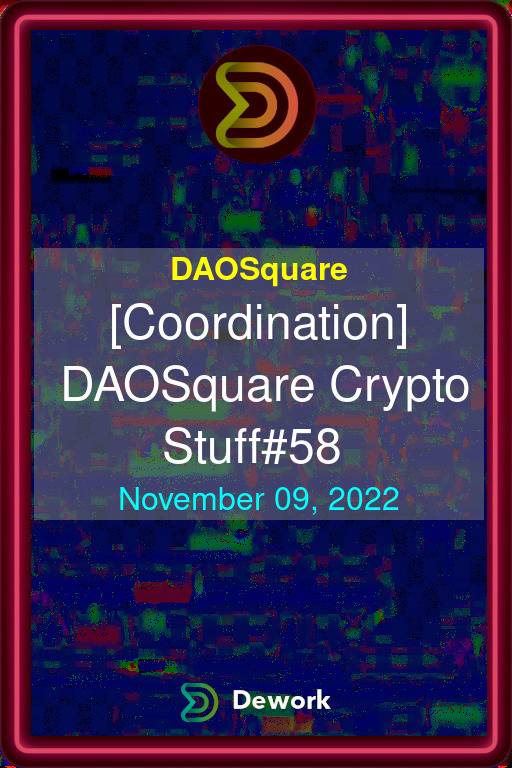 DAOSquare
[Coordination]
DAOSquare Crypto
Stuff#58
November 09, 2022
Dework